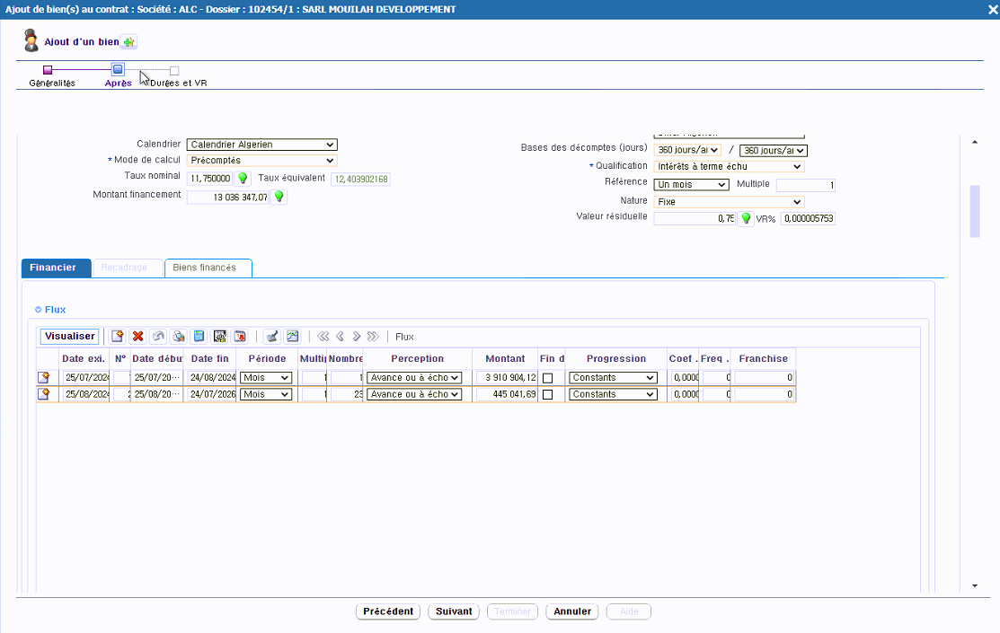 Ajout de bien(s) au contrat : Société : ALC - Dossier : 102454/1 : SARL MOUILAH DEVELOPPEMENT
Ajout d'un bien
Généralités Après Durées et VR
Calendrier Calendrier Algerien
Bases des décomptes (jours) 360 jours/ai / 360 jours/ai
* Mode de calcul Précomptés
* Qualification Intérêts à terme échu
Taux nominal 11,750000 Taux équivalent 12,403902168
Référence Un mois Multiple 1
Montant financement 13 036 347,07
Nature Fixe
Valeur résiduelle 0,75 VR% 0,000005753
Financier Recadrage Biens financés
Flux
Visualiser Flux
Date exi. N° Date débu Date fin Période Multip Nombre Perception Montant Fin d Progression Coef . Freq . Franchise
25/07/2024 1 25/07/20... 24/08/2024 Mois 1 1 Avance ou à écho 3 910 904,12 Constants 0,0000 0 0
25/08/2024 2 25/08/20... 24/07/2026 Mois 1 23 Avance ou à écho 445 041,69 Constants 0,0000 0 0
Précédent Suivant Terminer Annuler Aide